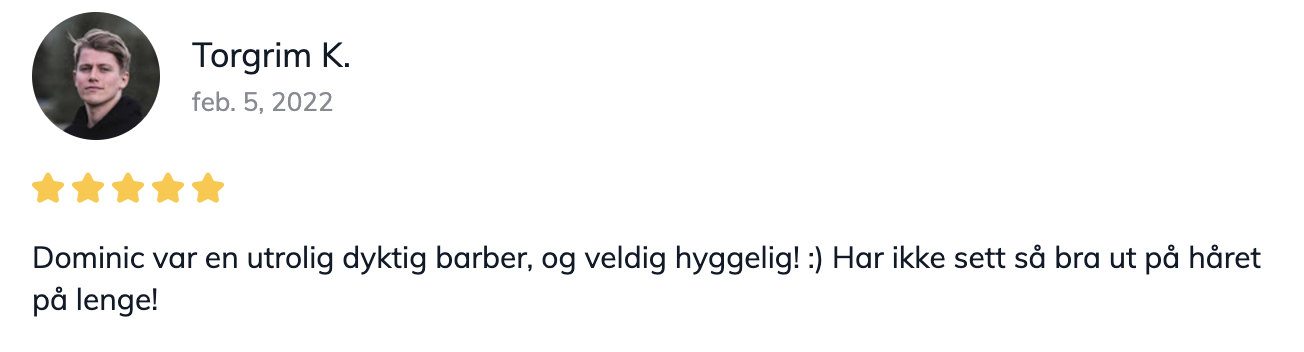 Torgrim K.
feb. 5, 2022
Dominic var en utrolig dyktig barber, og veldig hyggelig! :) Har ikke sett så bra ut på håret
på lenge!